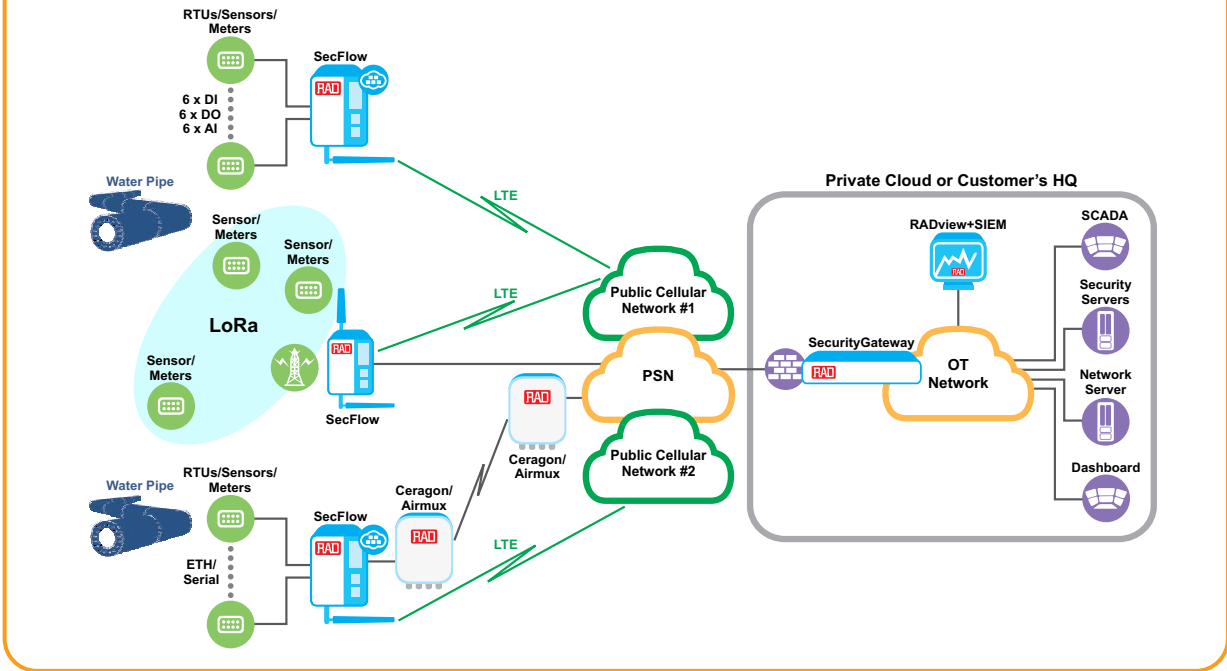 RTUs/Sensors/
Meters
SecFlow
RAD
6 x DI
6 x DO
6 x AI
Water Pipe
LTE
Private Cloud or Customer's HQ
Sensor/
Meters
Sensor/
Meters
RADview+SIEM
SCADA
RAD
LTE
Public Cellular
Network #1
Security
Servers
LoRa
RAD
SecurityGateway
RAD
OT
Network
Sensor/
Meters
PSN
Network
Server
SecFlow
RAD
Ceragon/
Airmux
Public Cellular
Network #2
RTUs/Sensors/
Meters
Water Pipe
Dashboard
Ceragon/
Airmux
SecFlow
RAD
RAD
LTE
ETH/
Serial